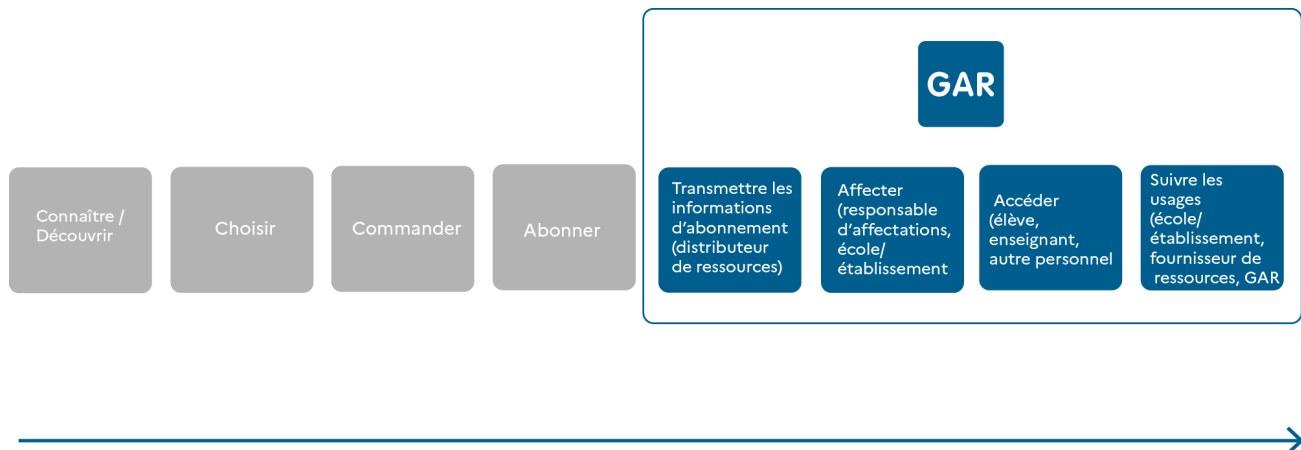 GAR
Connaître /
Découvrir
Choisir
Commander
Abonner
Transmettre les
informations
d'abonnement
(distributeur
de ressources)
Affecter
(responsable
d'affectations,
école/
établissement
Accéder
(élève,
enseignant,
autre personnel
Suivre les
usages
(école/
établissement,
fournisseur de
ressources, GAR